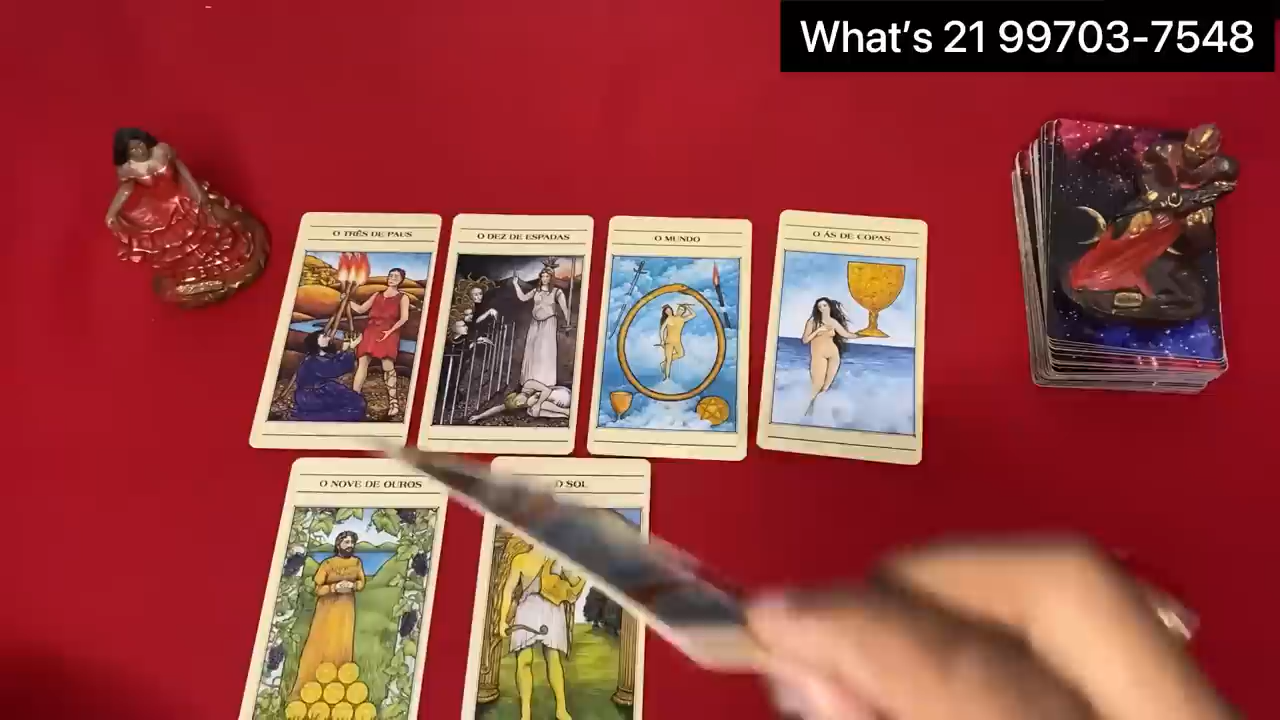 What’s 21 99703-7548
O TRÊS DE PAUS
O DEZ DE ESPADAS
O MUNDO
O ÁS DE COPAS
O NOVE DE OUROS
O SOL